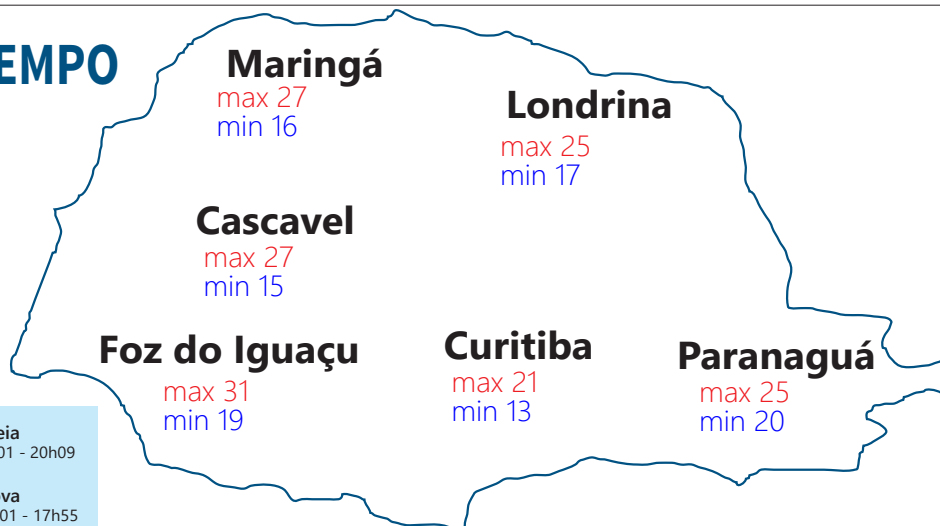 EMPO
Maringá
max 27
min 16
Londrina
max 25
min 17
Cascavel
max 27
min 15
Foz do Iguaçu
max 31
min 19
Curitiba
max 21
min 13
Paranaguá
max 25
min 20
eia
01 - 20h09
va
01 - 17h55